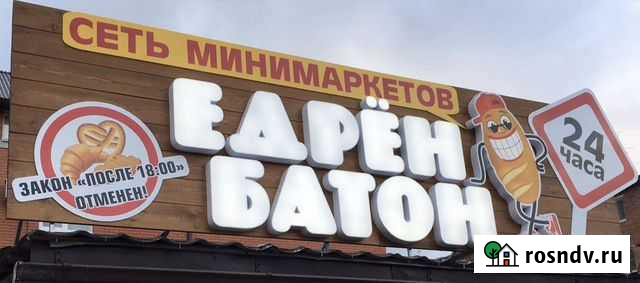 СЕТЬ МИНИМАРКЕТОВ
ЕДРЁН
БАТОН
24
ЧАСА
ЗАКОН «ПОСЛЕ 18:00»
ОТМЕНЕН!
rosndv.ru